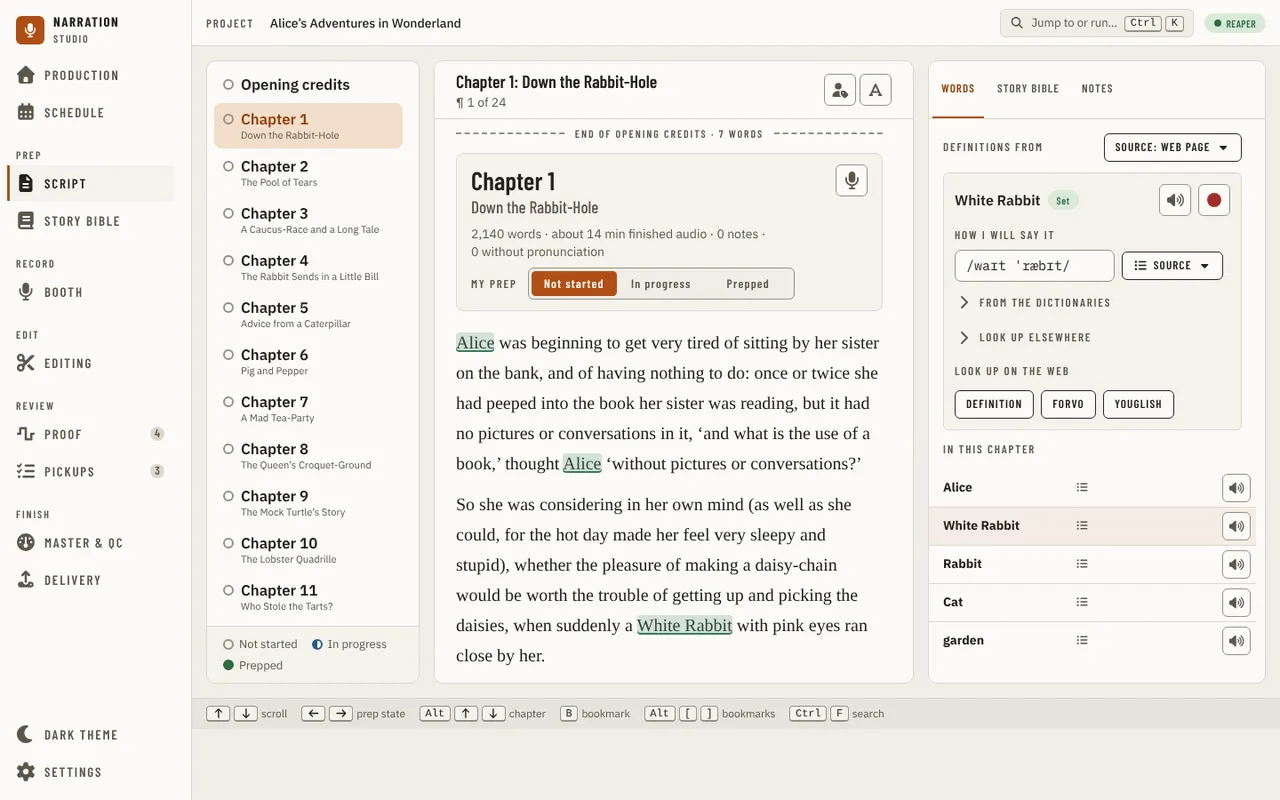 NARRATION
STUDIO
PRODUCTION
SCHEDULE
PREP
SCRIPT
STORY BIBLE
RECORD
BOOTH
EDIT
EDITING
REVIEW
PROOF 4
PICKUPS 3
FINISH
MASTER & QC
DELIVERY
DARK THEME
SETTINGS
PROJECT Alice's Adventures in Wonderland
Jump to or run... Ctrl K
REAPER
Opening credits
Chapter 1
Down the Rabbit-Hole
Chapter 2
The Pool of Tears
Chapter 3
A Caucus-Race and a Long Tale
Chapter 4
The Rabbit Sends in a Little Bill
Chapter 5
Advice from a Caterpillar
Chapter 6
Pig and Pepper
Chapter 7
A Mad Tea-Party
Chapter 8
The Queen's Croquet-Ground
Chapter 9
The Mock Turtle's Story
Chapter 10
The Lobster Quadrille
Chapter 11
Who Stole the Tarts?
Not started In progress
Prepped
Chapter 1: Down the Rabbit-Hole
¶ 1 of 24
A
END OF OPENING CREDITS · 7 WORDS
Chapter 1
Down the Rabbit-Hole
2,140 words · about 14 min finished audio · 0 notes ·
0 without pronunciation
MY PREP Not started In progress Prepped
Alice was beginning to get very tired of sitting by her sister
on the bank, and of having nothing to do: once or twice she
had peeped into the book her sister was reading, but it had
no pictures or conversations in it, ‘and what is the use of a
book,’ thought Alice ‘without pictures or conversations?’
So she was considering in her own mind (as well as she
could, for the hot day made her feel very sleepy and
stupid), whether the pleasure of making a daisy-chain
would be worth the trouble of getting up and picking the
daisies, when suddenly a White Rabbit with pink eyes ran
close by her.
WORDS STORY BIBLE NOTES
DEFINITIONS FROM SOURCE: WEB PAGE
White Rabbit Set
HOW I WILL SAY IT
/waɪt ˈræbɪt/ SOURCE
FROM THE DICTIONARIES
LOOK UP ELSEWHERE
LOOK UP ON THE WEB
DEFINITION FORVO YOUGLISH
IN THIS CHAPTER
Alice
White Rabbit
Rabbit
Cat
garden
↑ ↓ scroll ← → prep state Alt ↑ ↓ chapter B bookmark Alt [ ] bookmarks Ctrl F search